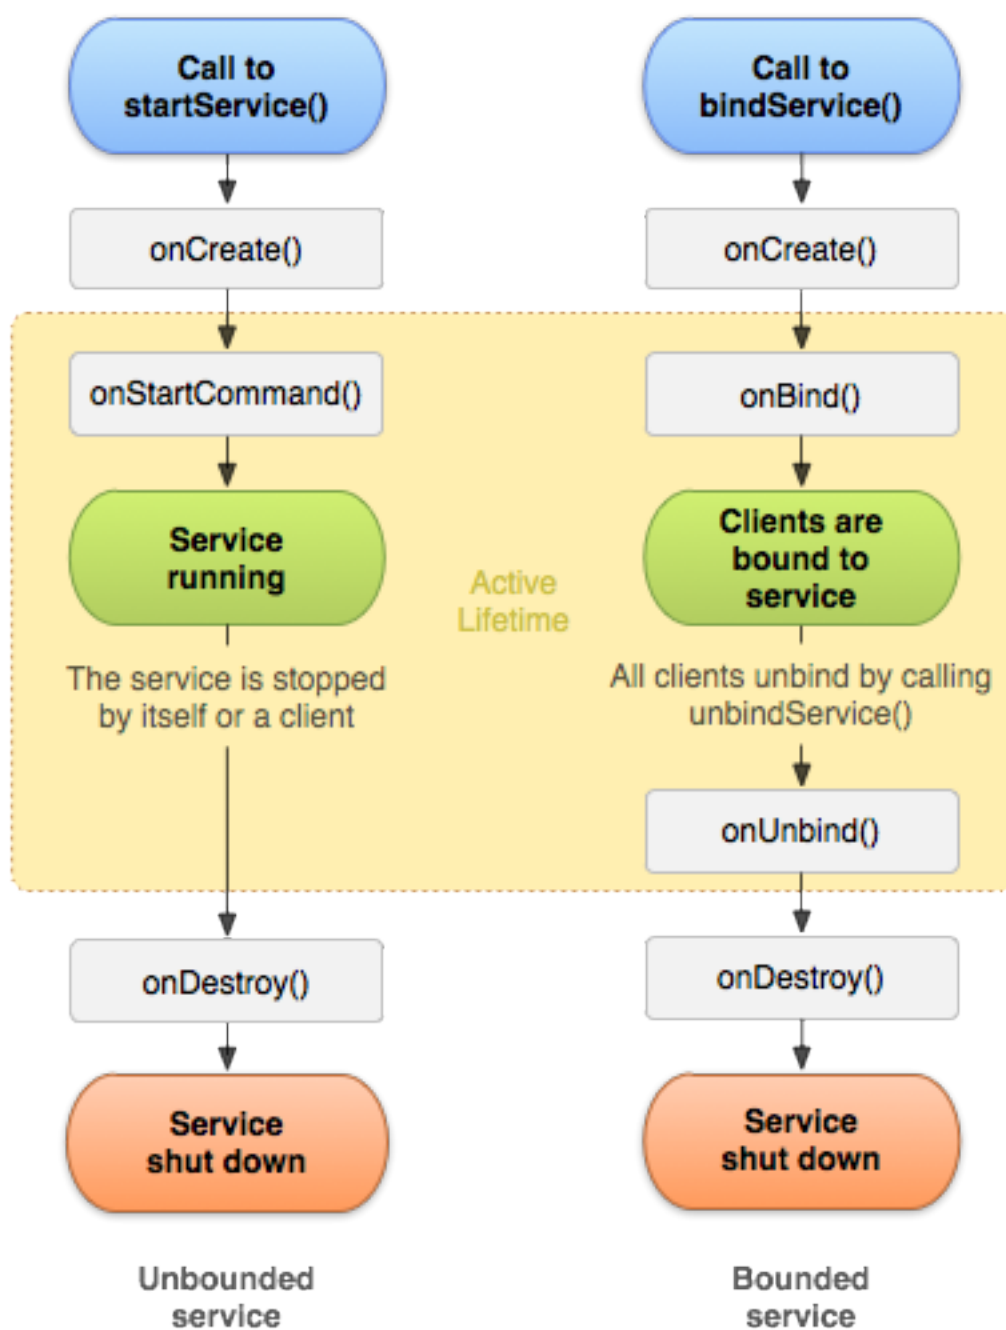 Call to
startService()
onCreate()
onStartCommand()
Service
running
The service is stopped
by itself or a client
onDestroy()
Service
shut down
Unbounded
service
Active
Lifetime
Call to
bindService()
onCreate()
onBind()
Clients are
bound to
service
All clients unbind by calling
unbindService()
onUnbind()
onDestroy()
Service
shut down
Bounded
service